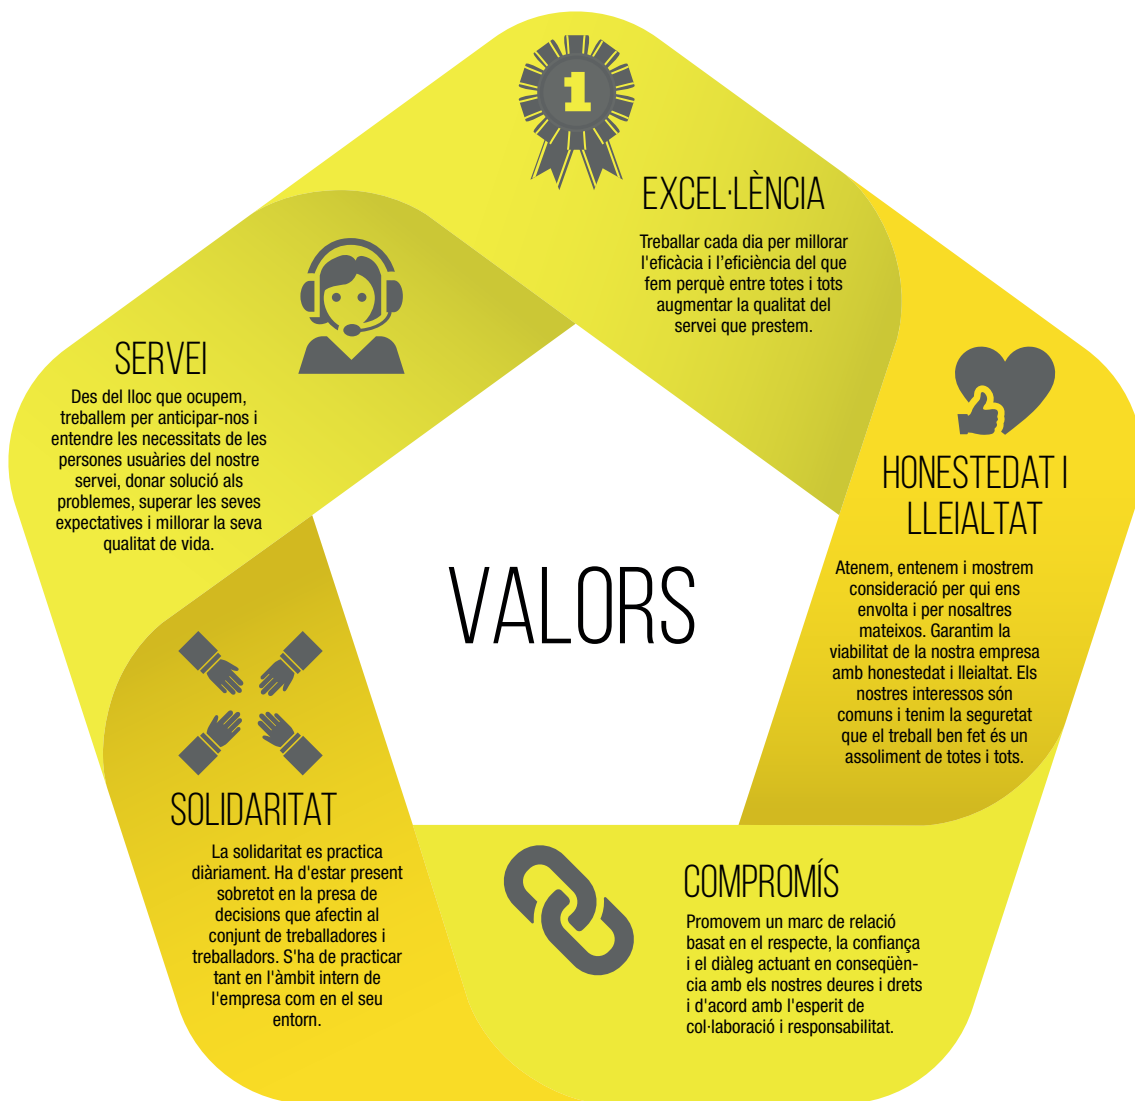 1
EXCEL·LÈNCIA
Treballar cada dia per millorar
l'eficàcia i l’eficiència del que
fem perquè entre totes i tots
augmentar la qualitat del
servei que prestem.
SERVEI
Des del lloc que ocupem,
treballem per anticipar-nos i
entendre les necessitats de les
persones usuàries del nostre
servei, donar solució als
problemes, superar les seves
expectatives i millorar la seva
qualitat de vida.
HONESTEDAT I
LLEIALTAT
Atenem, entenem i mostrem
consideració per qui ens
envolta i per nosaltres
mateixos. Garantim la
viabilitat de la nostra empresa
amb honestedat i lleialtat. Els
nostres interessos són
comuns i tenim la seguretat
que el treball ben fet és un
assoliment de totes i tots.
VALORS
SOLIDARITAT
La solidaritat es practica
diàriament. Ha d'estar present
sobretot en la presa de
decisions que afectin al
conjunt de treballadores i
treballadors. S'ha de practicar
tant en l'àmbit intern de
l'empresa com en el seu
entorn.
COMPROMÍS
Promovem un marc de relació
basat en el respecte, la confiança
i el diàleg actuant en conseqüèn-
cia amb els nostres deures i drets
i d'acord amb l'esperit de
col·laboració i responsabilitat.